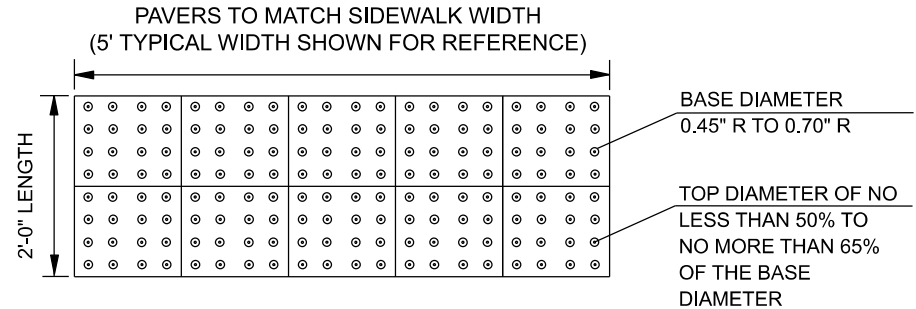 PAVERS TO MATCH SIDEWALK WIDTH
(5' TYPICAL WIDTH SHOWN FOR REFERENCE)
2'-0" LENGTH
BASE DIAMETER
0.45" R TO 0.70" R
TOP DIAMETER OF NO
LESS THAN 50% TO
NO MORE THAN 65%
OF THE BASE
DIAMETER